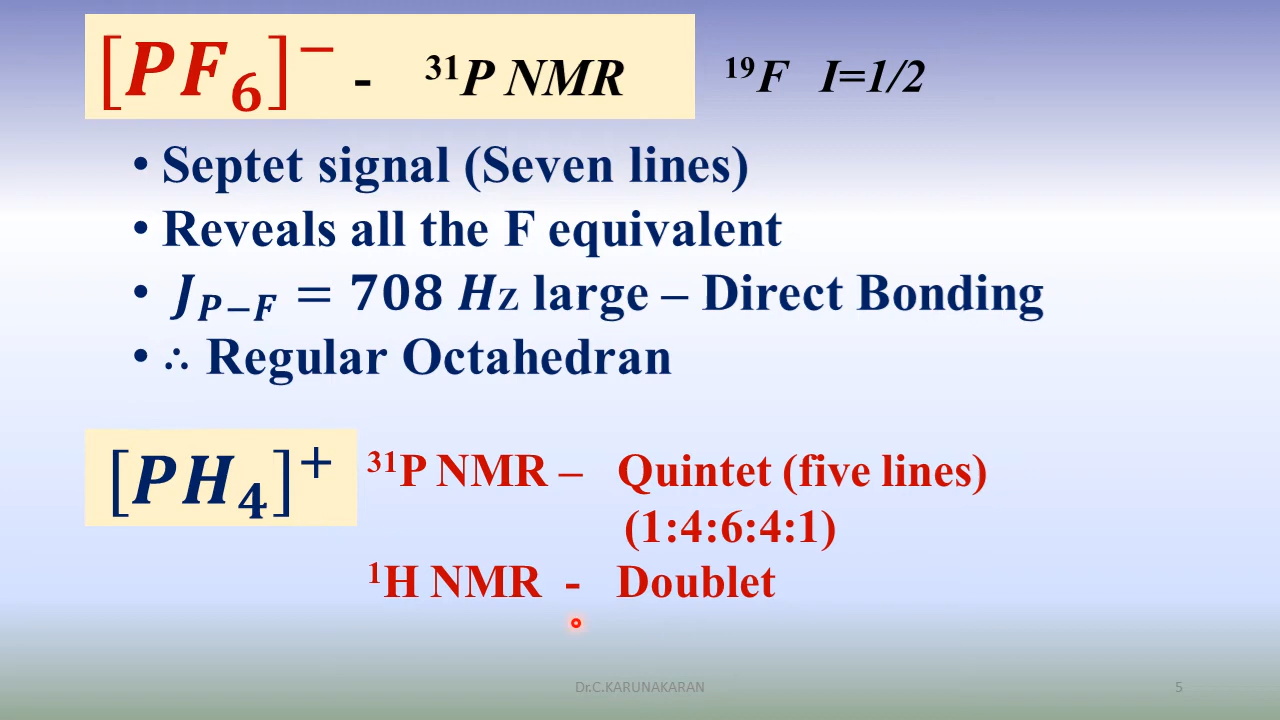 [PF₆]⁻ - ³¹P NMR ¹⁹F I=1/2
• Septet signal (Seven lines)
• Reveals all the F equivalent
• J_{P–F} = 708 Hz large – Direct Bonding
• ∴ Regular Octahedran
[PH₄]⁺ ³¹P NMR – Quintet (five lines)
(1:4:6:4:1)
¹H NMR - Doublet
Dr.C.KARUNAKARAN 5